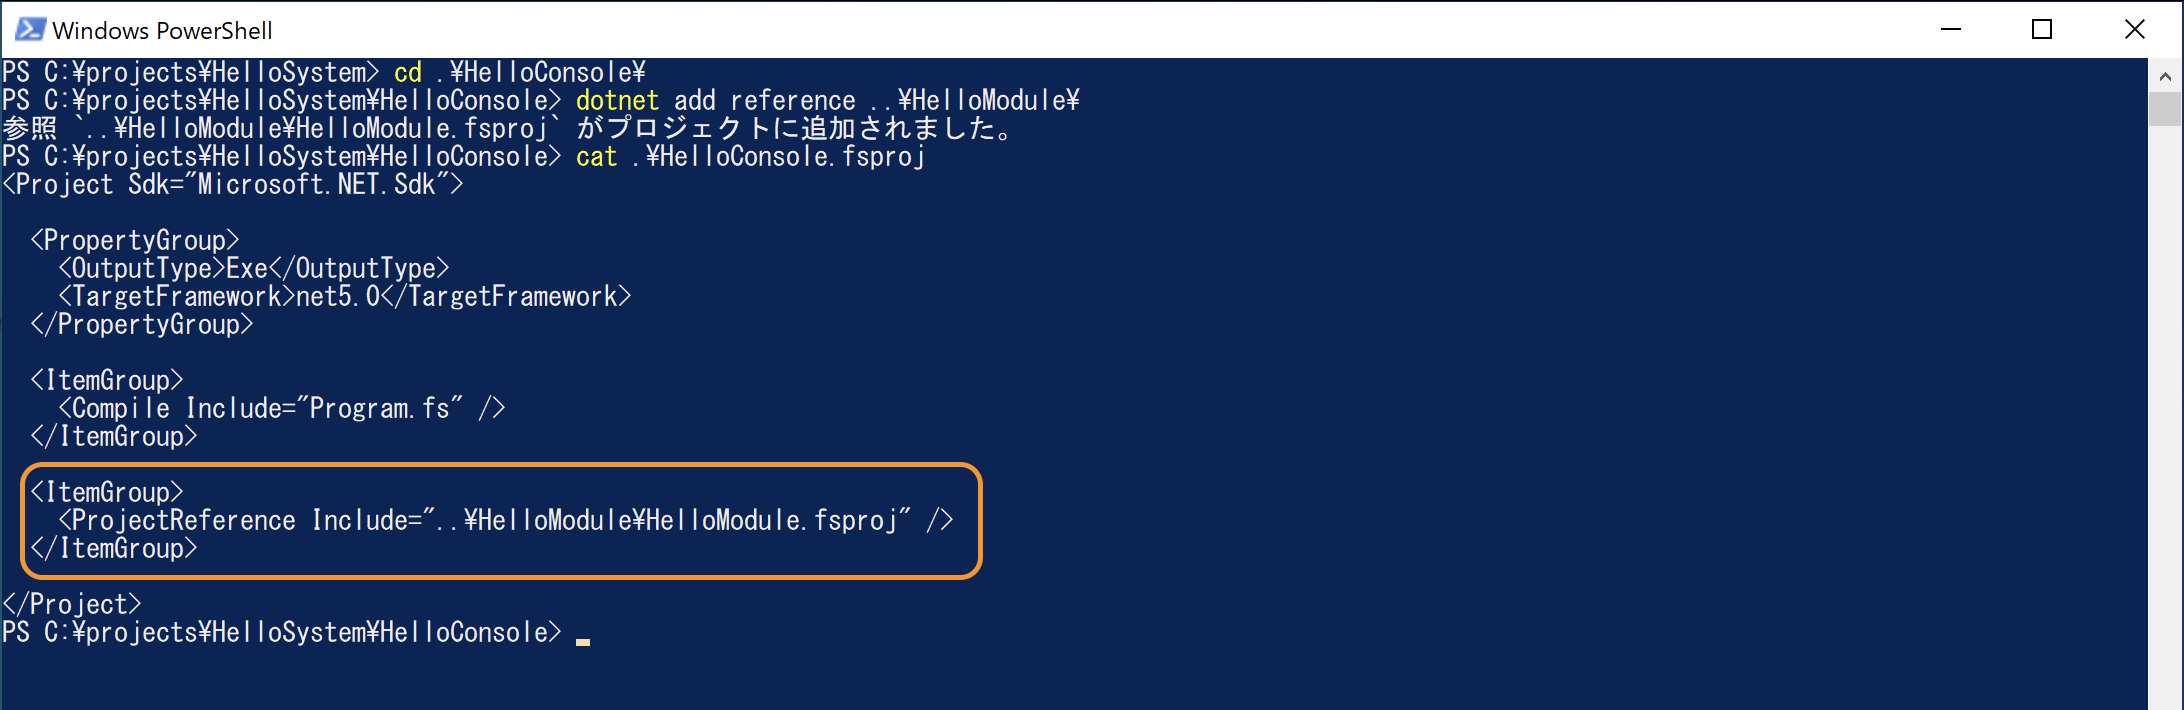 Windows PowerShell
PS C:¥projects¥HelloSystem> cd .¥HelloConsole¥
PS C:¥projects¥HelloSystem¥HelloConsole> dotnet add reference ..¥HelloModule¥
参照 `..¥HelloModule¥HelloModule.fsproj` がプロジェクトに追加されました。
PS C:¥projects¥HelloSystem¥HelloConsole> cat .¥HelloConsole.fsproj
<Project Sdk="Microsoft.NET.Sdk">
  <PropertyGroup>
    <OutputType>Exe</OutputType>
    <TargetFramework>net5.0</TargetFramework>
  </PropertyGroup>
  <ItemGroup>
    <Compile Include="Program.fs" />
  </ItemGroup>
  <ItemGroup>
    <ProjectReference Include="..¥HelloModule¥HelloModule.fsproj" />
  </ItemGroup>
</Project>
PS C:¥projects¥HelloSystem¥HelloConsole>